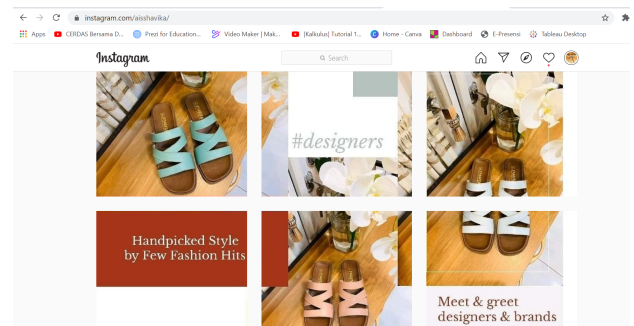 instagram.com/aisshavika/
Apps CERDAS Bersama D... Prezi for Education... Video Maker | Mak... [Kalkulus] Tutorial 1... Home - Canva Dashboard E-Presensi Tableau Desktop
Instagram
Search
#designers
Handpicked Style
by Few Fashion Hits
Meet & greet
designers & brands